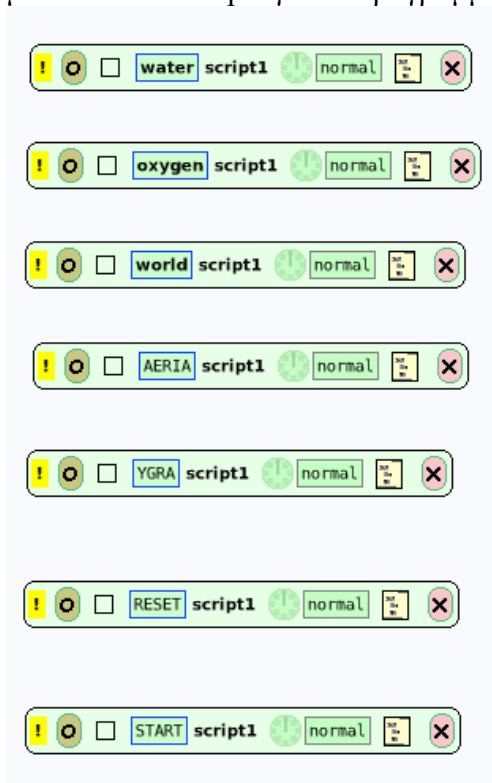 ! water script1 normal
! oxygen script1 normal
! world script1 normal
! AERIA script1 normal
! YGRA script1 normal
! RESET script1 normal
! START script1 normal